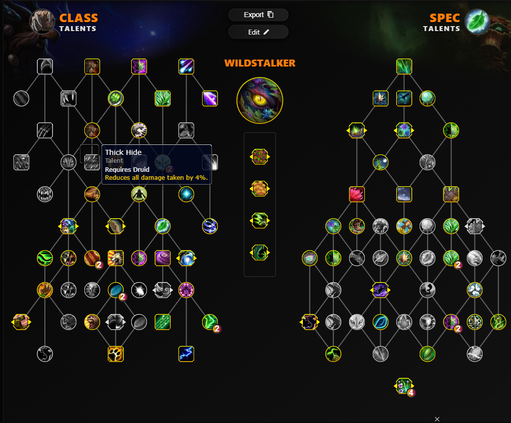 CLASS
TALENTS
Export
Edit
SPEC
TALENTS
WILDSTALKER
Thick Hide
Talent
Requires Druid
Reduces all damage taken by 4%.
2
2
2
2
2
2
4